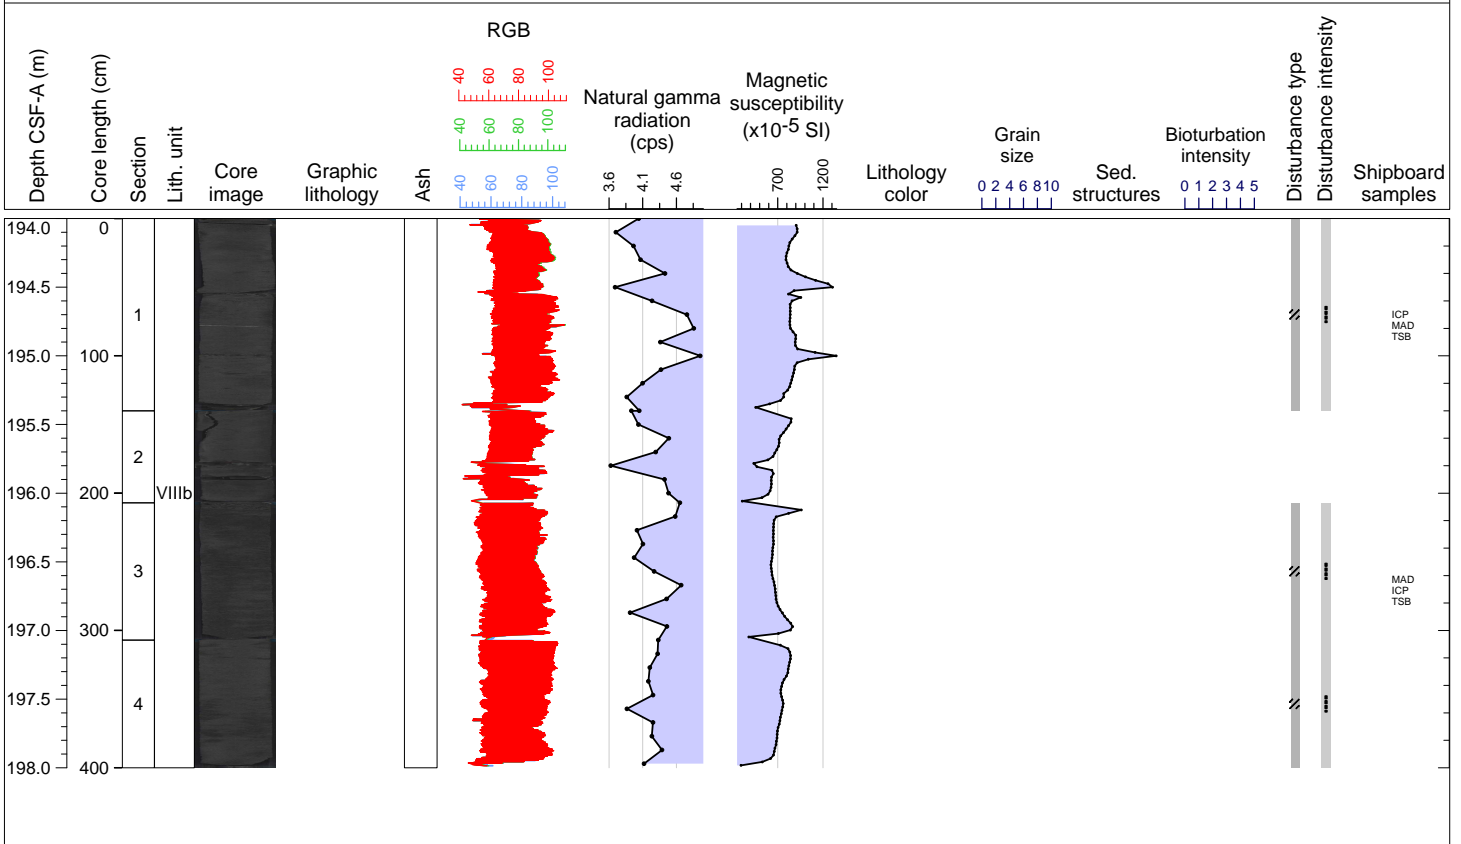 Depth CSF-A (m)
Core length (cm)
Section
Lith. unit
Core
image
Graphic
lithology
Ash
RGB
40 60 80 100
40 60 80 100
40 60 80 100
Natural gamma
radiation
(cps)
3.6 4.1 4.6
Magnetic
susceptibility
(x10-5 SI)
700 1200
Lithology
color
Grain
size
0 2 4 6 8 10
Sed.
structures
Bioturbation
intensity
0 1 2 3 4 5
Disturbance type
Disturbance intensity
Shipboard
samples
194.0
194.5
195.0
195.5
196.0
196.5
197.0
197.5
198.0
0
100
200
300
400
1
2
3
4
VIIIb
ICP
MAD
TSB
MAD
ICP
TSB